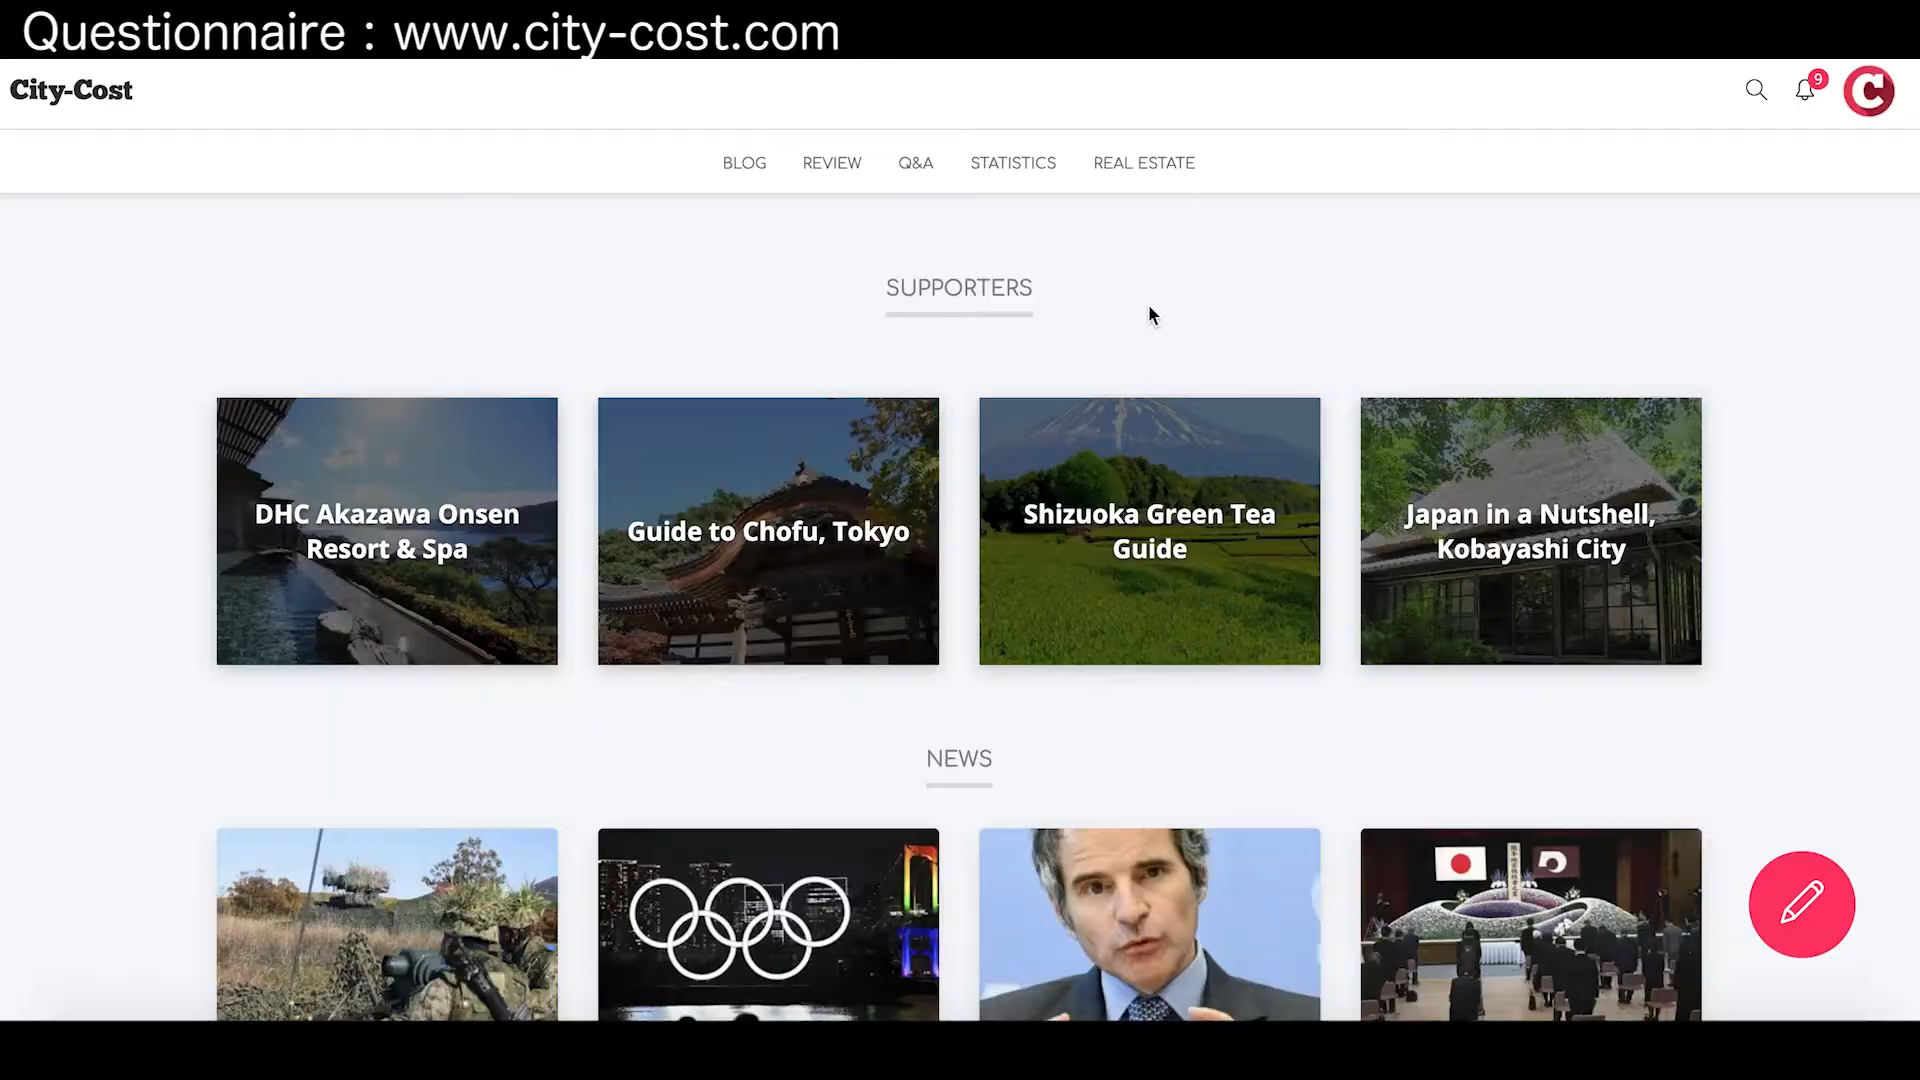 Questionnaire : www.city-cost.com
City-Cost
9
C
BLOG REVIEW Q&A STATISTICS REAL ESTATE
SUPPORTERS
DHC Akazawa Onsen
Resort & Spa
Guide to Chofu, Tokyo
Shizuoka Green Tea
Guide
Japan in a Nutshell,
Kobayashi City
NEWS